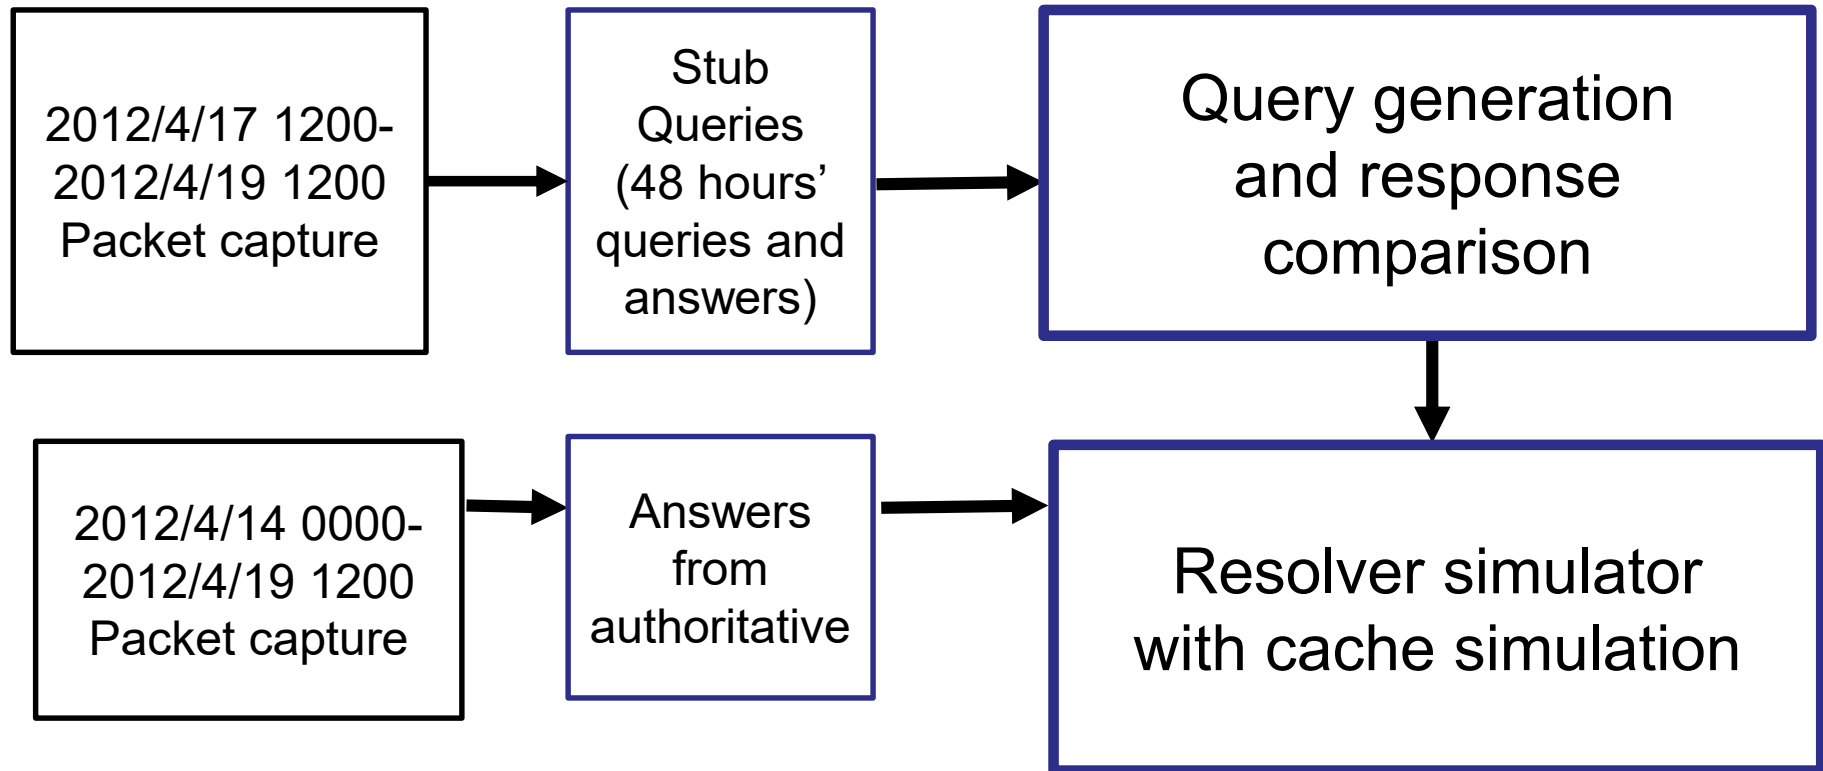 2012/4/17 1200-
2012/4/19 1200
Packet capture
Stub
Queries
(48 hours’
queries and
answers)
Query generation
and response
comparison
2012/4/14 0000-
2012/4/19 1200
Packet capture
Answers
from
authoritative
Resolver simulator
with cache simulation